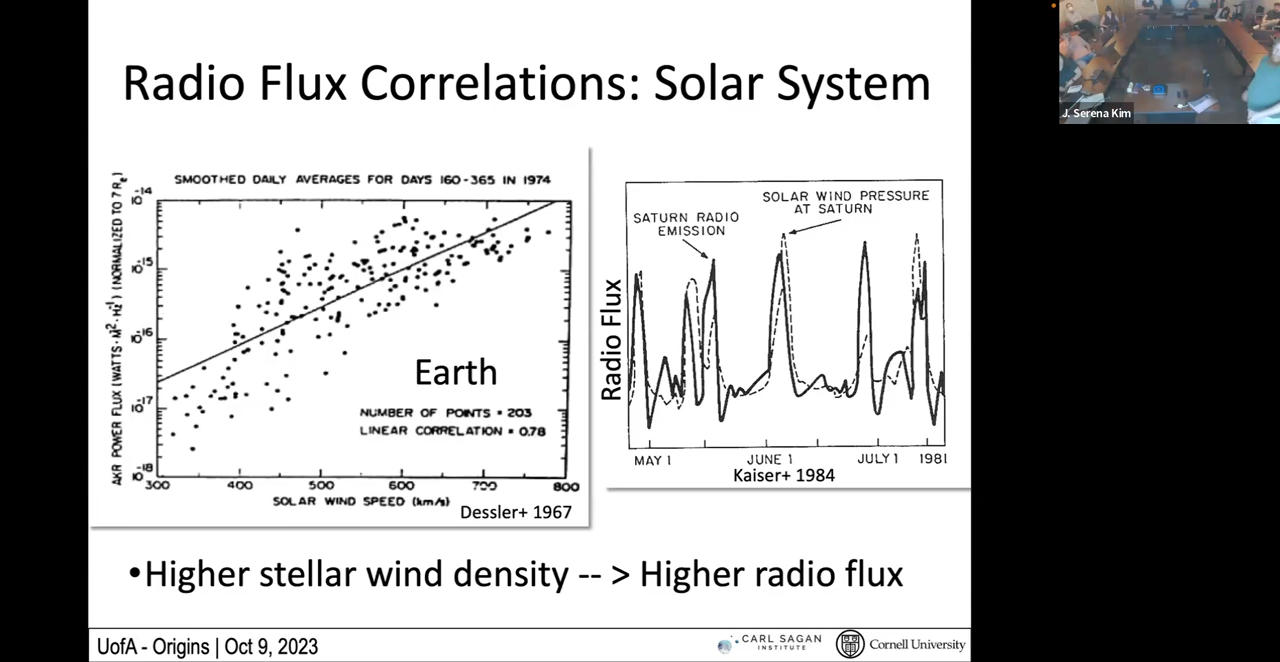 Radio Flux Correlations: Solar System
SMOOTHED DAILY AVERAGES FOR DAYS 160-365 IN 1974
AKR POWER FLUX (WATTS·M⁻²·HZ⁻¹) (NORMALIZED TO 7 Rₑ)
10⁻¹⁴
10⁻¹⁵
10⁻¹⁶
10⁻¹⁷
10⁻¹⁸
Earth
NUMBER OF POINTS = 203
LINEAR CORRELATION = 0.78
300 400 500 600 700 800
SOLAR WIND SPEED (km/s)
Dessler+ 1967
Radio Flux
SATURN RADIO
EMISSION
SOLAR WIND PRESSURE
AT SATURN
MAY 1 JUNE 1 JULY 1 1981
Kaiser+ 1984
•Higher stellar wind density -- > Higher radio flux
UofA - Origins | Oct 9, 2023
CARL SAGAN
INSTITUTE
Cornell University
J. Serena Kim